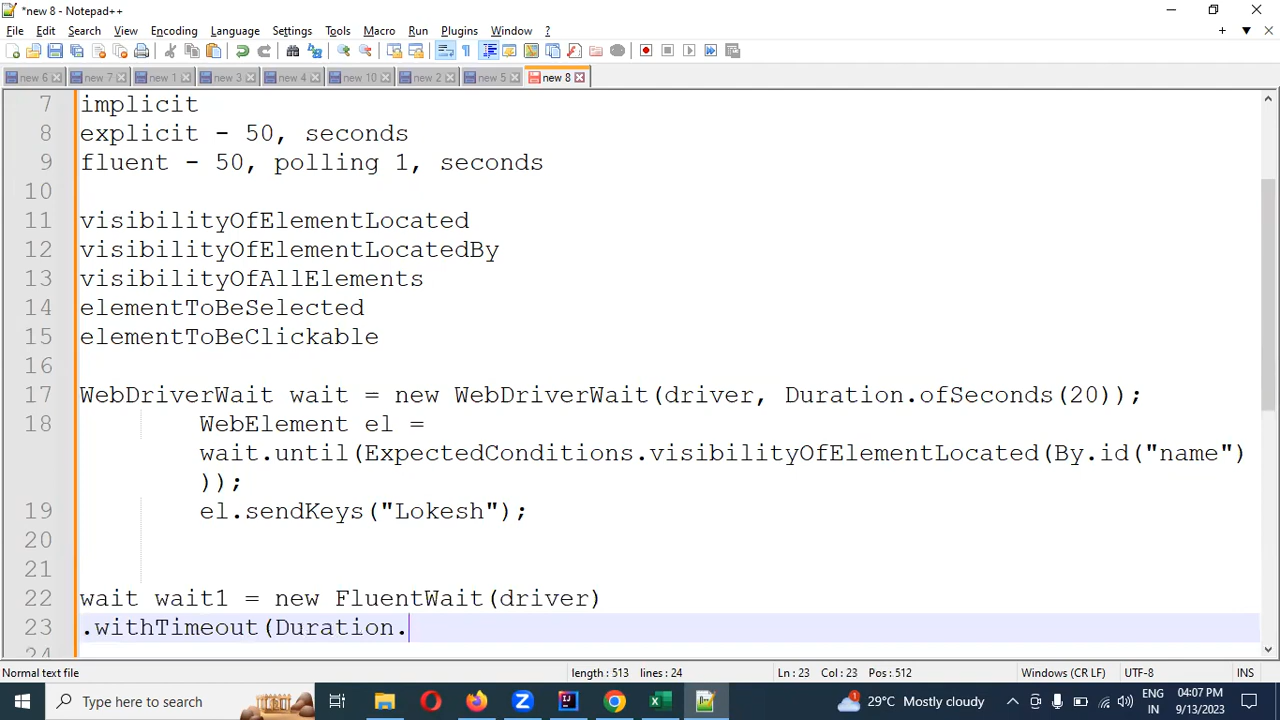 *new 8 - Notepad++
File Edit Search View Encoding Language Settings Tools Macro Run Plugins Window ?
new 6 new 7 new 1 new 3 new 4 new 10 new 2 new 5 new 8
7 implicit
8 explicit - 50, seconds
9 fluent - 50, polling 1, seconds
10
11 visibilityOfElementLocated
12 visibilityOfElementLocatedBy
13 visibilityOfAllElements
14 elementToBeSelected
15 elementToBeClickable
16
17 WebDriverWait wait = new WebDriverWait(driver, Duration.ofSeconds(20));
18 WebElement el =
wait.until(ExpectedConditions.visibilityOfElementLocated(By.id("name")
));
19 el.sendKeys("Lokesh");
20
21
22 wait wait1 = new FluentWait(driver)
23 .withTimeout(Duration.
24
Normal text file length : 513 lines : 24 Ln : 23 Col : 23 Pos : 512 Windows (CR LF) UTF-8 INS
Type here to search 29°C Mostly cloudy ENG IN 04:07 PM 9/13/2023